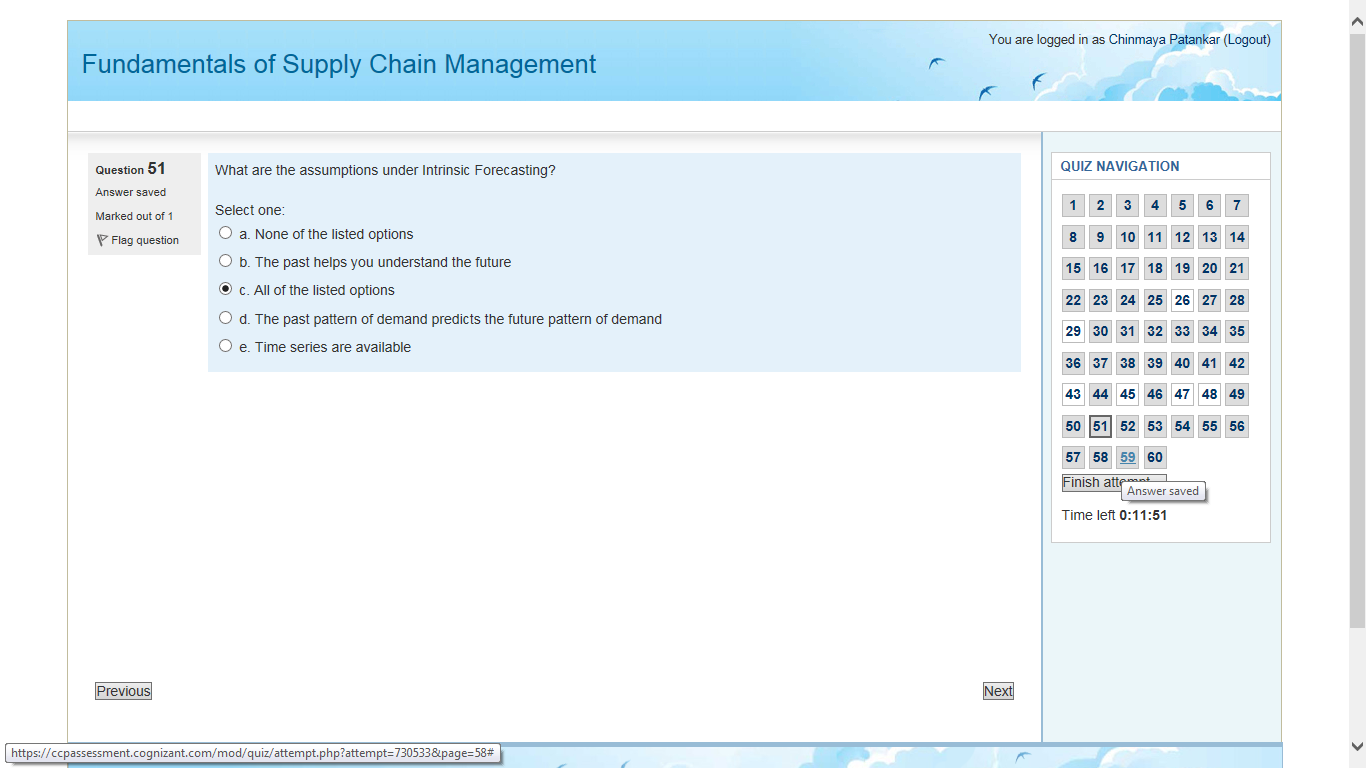 You are logged in as Chinmaya Patankar (Logout)
Fundamentals of Supply Chain Management
Question 51
Answer saved
Marked out of 1
Flag question
What are the assumptions under Intrinsic Forecasting?
Select one:
a. None of the listed options
b. The past helps you understand the future
c. All of the listed options
d. The past pattern of demand predicts the future pattern of demand
e. Time series are available
Previous
Next
QUIZ NAVIGATION
1 2 3 4 5 6 7
8 9 10 11 12 13 14
15 16 17 18 19 20 21
22 23 24 25 26 27 28
29 30 31 32 33 34 35
36 37 38 39 40 41 42
43 44 45 46 47 48 49
50 51 52 53 54 55 56
57 58 59 60
Finish attempt
Answer saved
Time left 0:11:51
https://ccpassessment.cognizant.com/mod/quiz/attempt.php?attempt=730533&page=58#